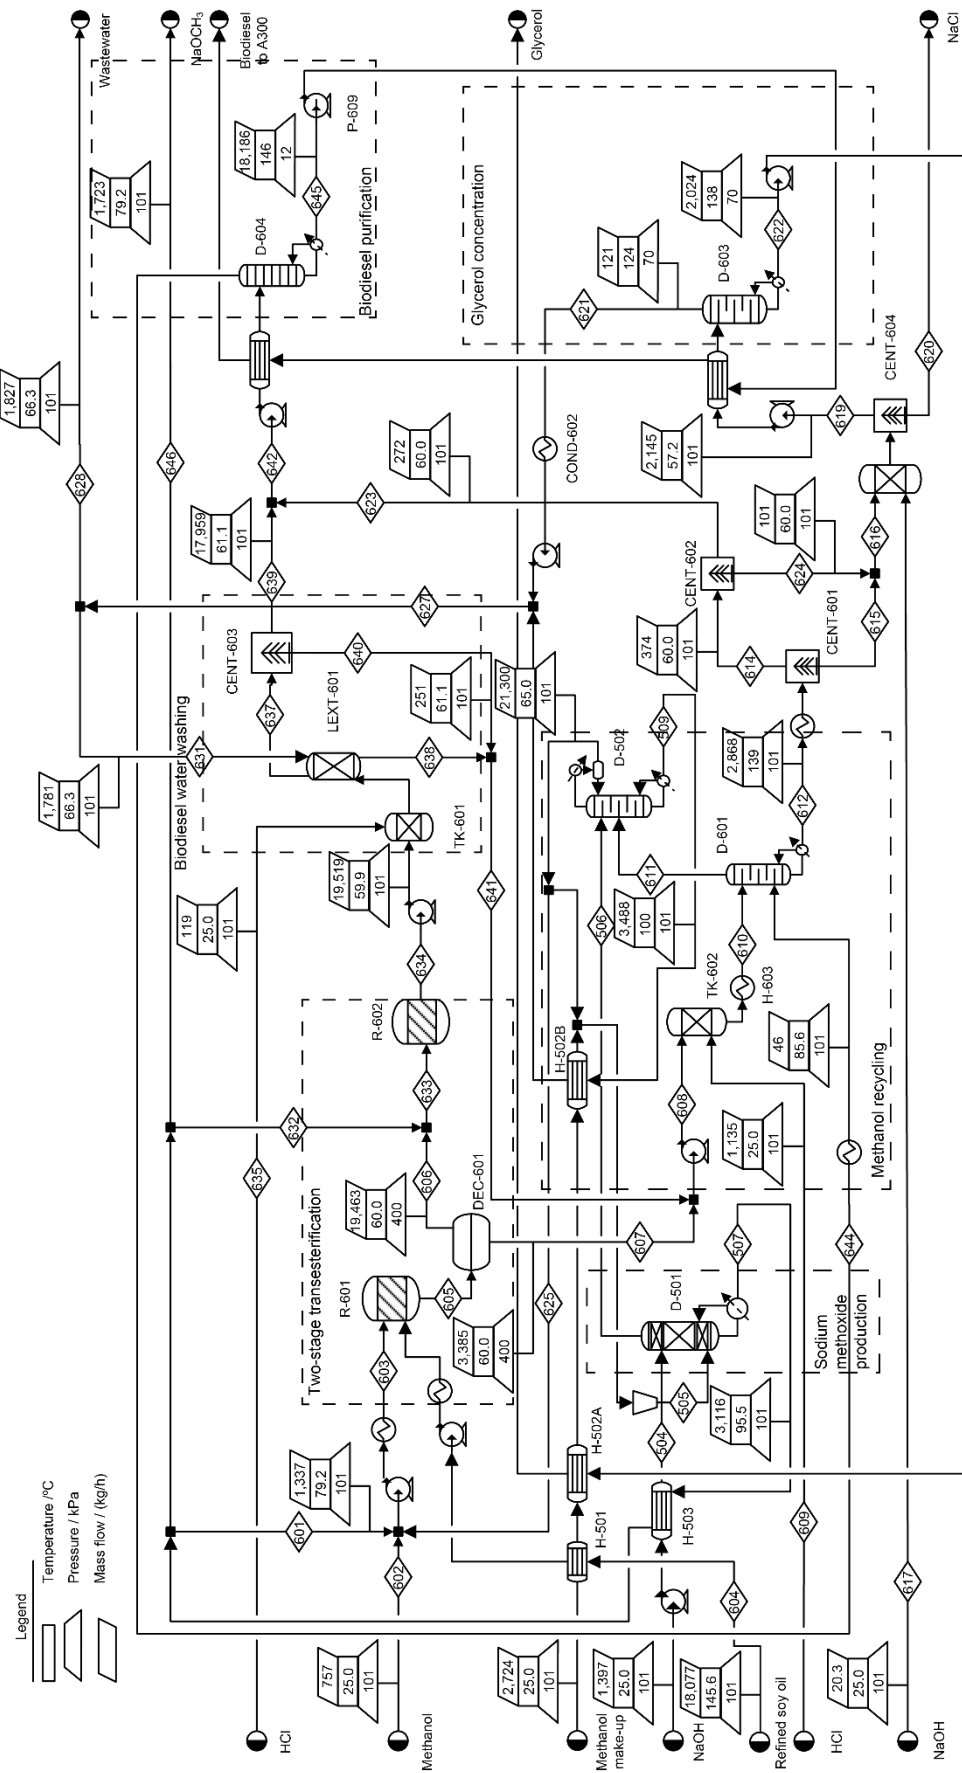 Legend
Temperature /ºC
Pressure / kPa
Mass flow / (kg/h)
1,827
66.3
101
628
Wastewater
1,781
66.3
101
631
1,723
79.2
101
646
NaOCH₃
119
25.0
101
635
HCl
Biodiesel
to A300
Biodiesel water washing
CENT-603
637
LEXT-601
TK-601
638
639
640
17,959
61.1
101
Biodiesel purification
D-604
18,186
146
12
645
P-609
642
757
25.0
101
Methanol
602
1,337
79.2
101
601
Two-stage transesterification
R-601
603
605
19,463
60.0
400
606
632
DEC-601
633
R-602
634
19,519
59.9
101
3,385
60.0
400
607
641
251
61.1
101
272
60.0
101
623
627
Glycerol
2,724
25.0
101
Methanol
make-up
H-501
H-502A
625
21,300
65.0
101
H-502B
D-502
509
COND-602
621
121
124
70
Glycerol concentration
D-603
2,024
138
70
622
1,397
25.0
101
NaOH
H-503
504
505
D-501
507
506
3,116
95.5
101
Sodium
methoxide
production
18,077
145.6
101
Refined soy oil
604
608
TK-602
610
H-603
3,488
100
101
611
D-601
612
2,868
139
101
374
60.0
101
614
CENT-602
CENT-601
615
624
101
60.0
101
616
2,145
57.2
101
619
CENT-604
620
NaCl
1,135
25.0
101
609
HCl
46
85.6
101
644
Methanol recycling
20.3
25.0
101
617
NaOH